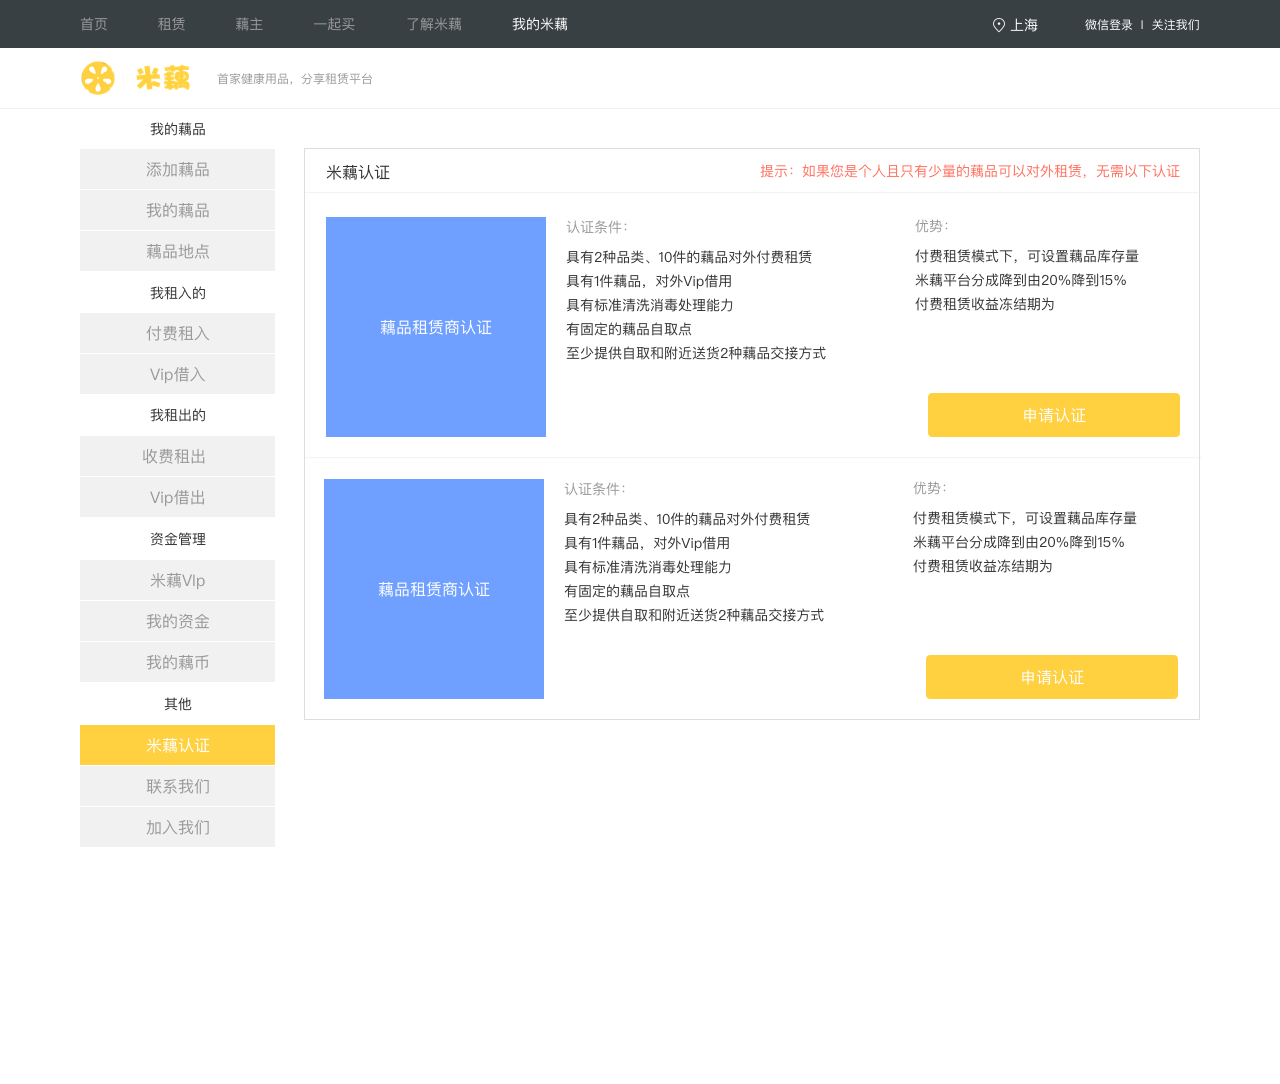 首页 租赁 藕主 一起买 了解米藕 我的米藕 上海 微信登录 | 关注我们
米藕 首家健康用品，分享租赁平台
我的藕品
添加藕品
我的藕品
藕品地点
我租入的
付费租入
Vip借入
我租出的
收费租出
Vip借出
资金管理
米藕VIp
我的资金
我的藕币
其他
米藕认证
联系我们
加入我们
米藕认证
提示：如果您是个人且只有少量的藕品可以对外租赁，无需以下认证
藕品租赁商认证
认证条件：
具有2种品类、10件的藕品对外付费租赁
具有1件藕品，对外Vip借用
具有标准清洗消毒处理能力
有固定的藕品自取点
至少提供自取和附近送货2种藕品交接方式
优势：
付费租赁模式下，可设置藕品库存量
米藕平台分成降到由20%降到15%
付费租赁收益冻结期为
申请认证
藕品租赁商认证
认证条件：
具有2种品类、10件的藕品对外付费租赁
具有1件藕品，对外Vip借用
具有标准清洗消毒处理能力
有固定的藕品自取点
至少提供自取和附近送货2种藕品交接方式
优势：
付费租赁模式下，可设置藕品库存量
米藕平台分成降到由20%降到15%
付费租赁收益冻结期为
申请认证